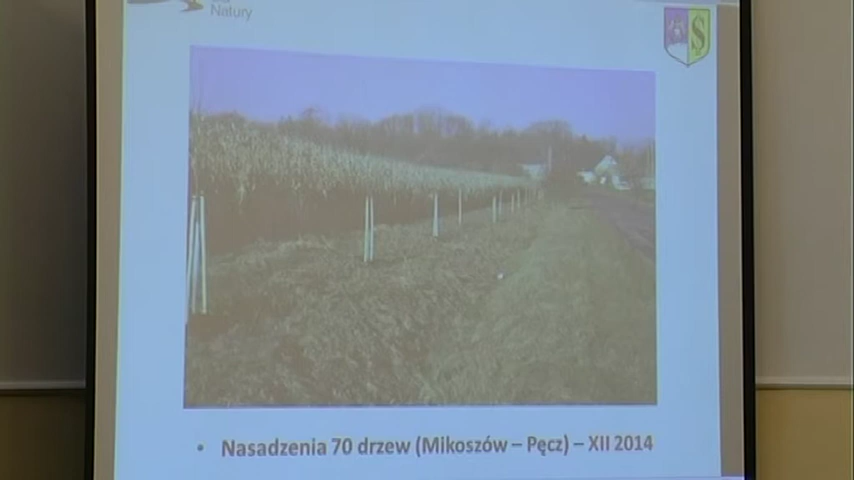 Natury
• Nasadzenia 70 drzew (Mikoszów – Pęcz) – XII 2014